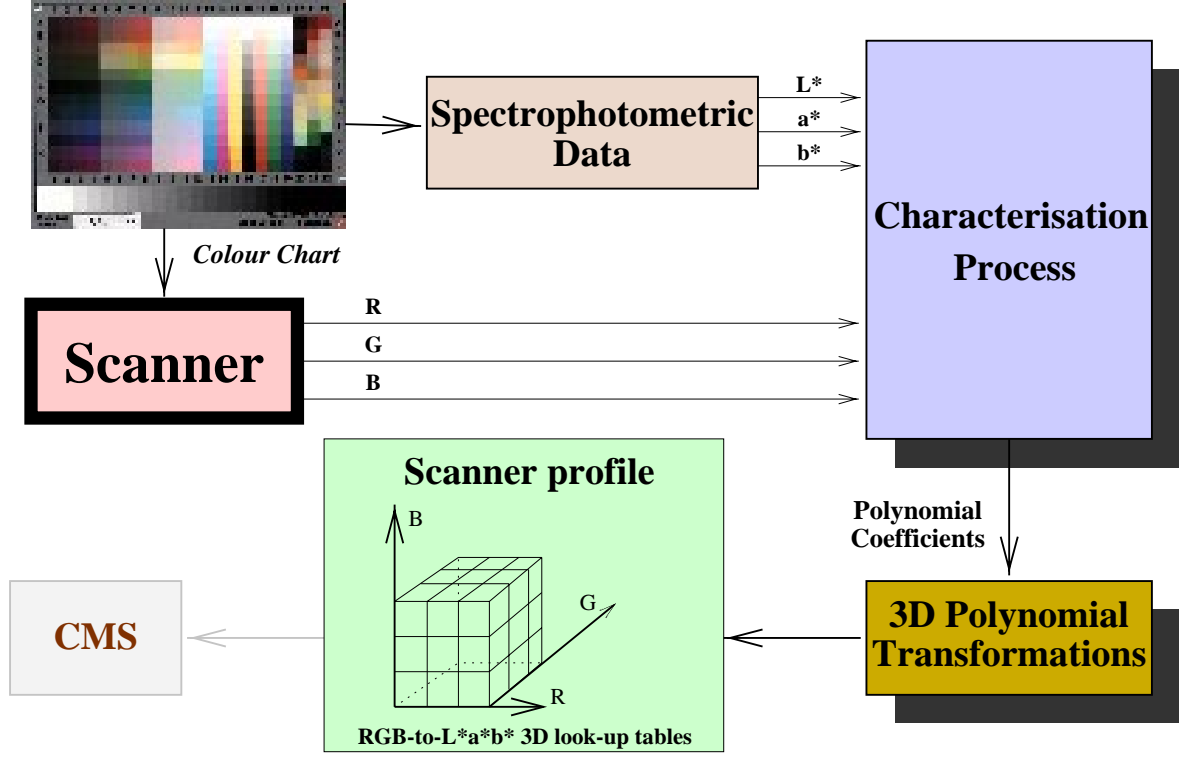 L*
Spectrophotometric
a*
Data
b*
Characterisation
Process
Colour Chart
R
Scanner
G
B
Scanner profile
B
Polynomial
Coefficients
G
CMS
3D Polynomial
Transformations
R
RGB-to-L*a*b* 3D look-up tables